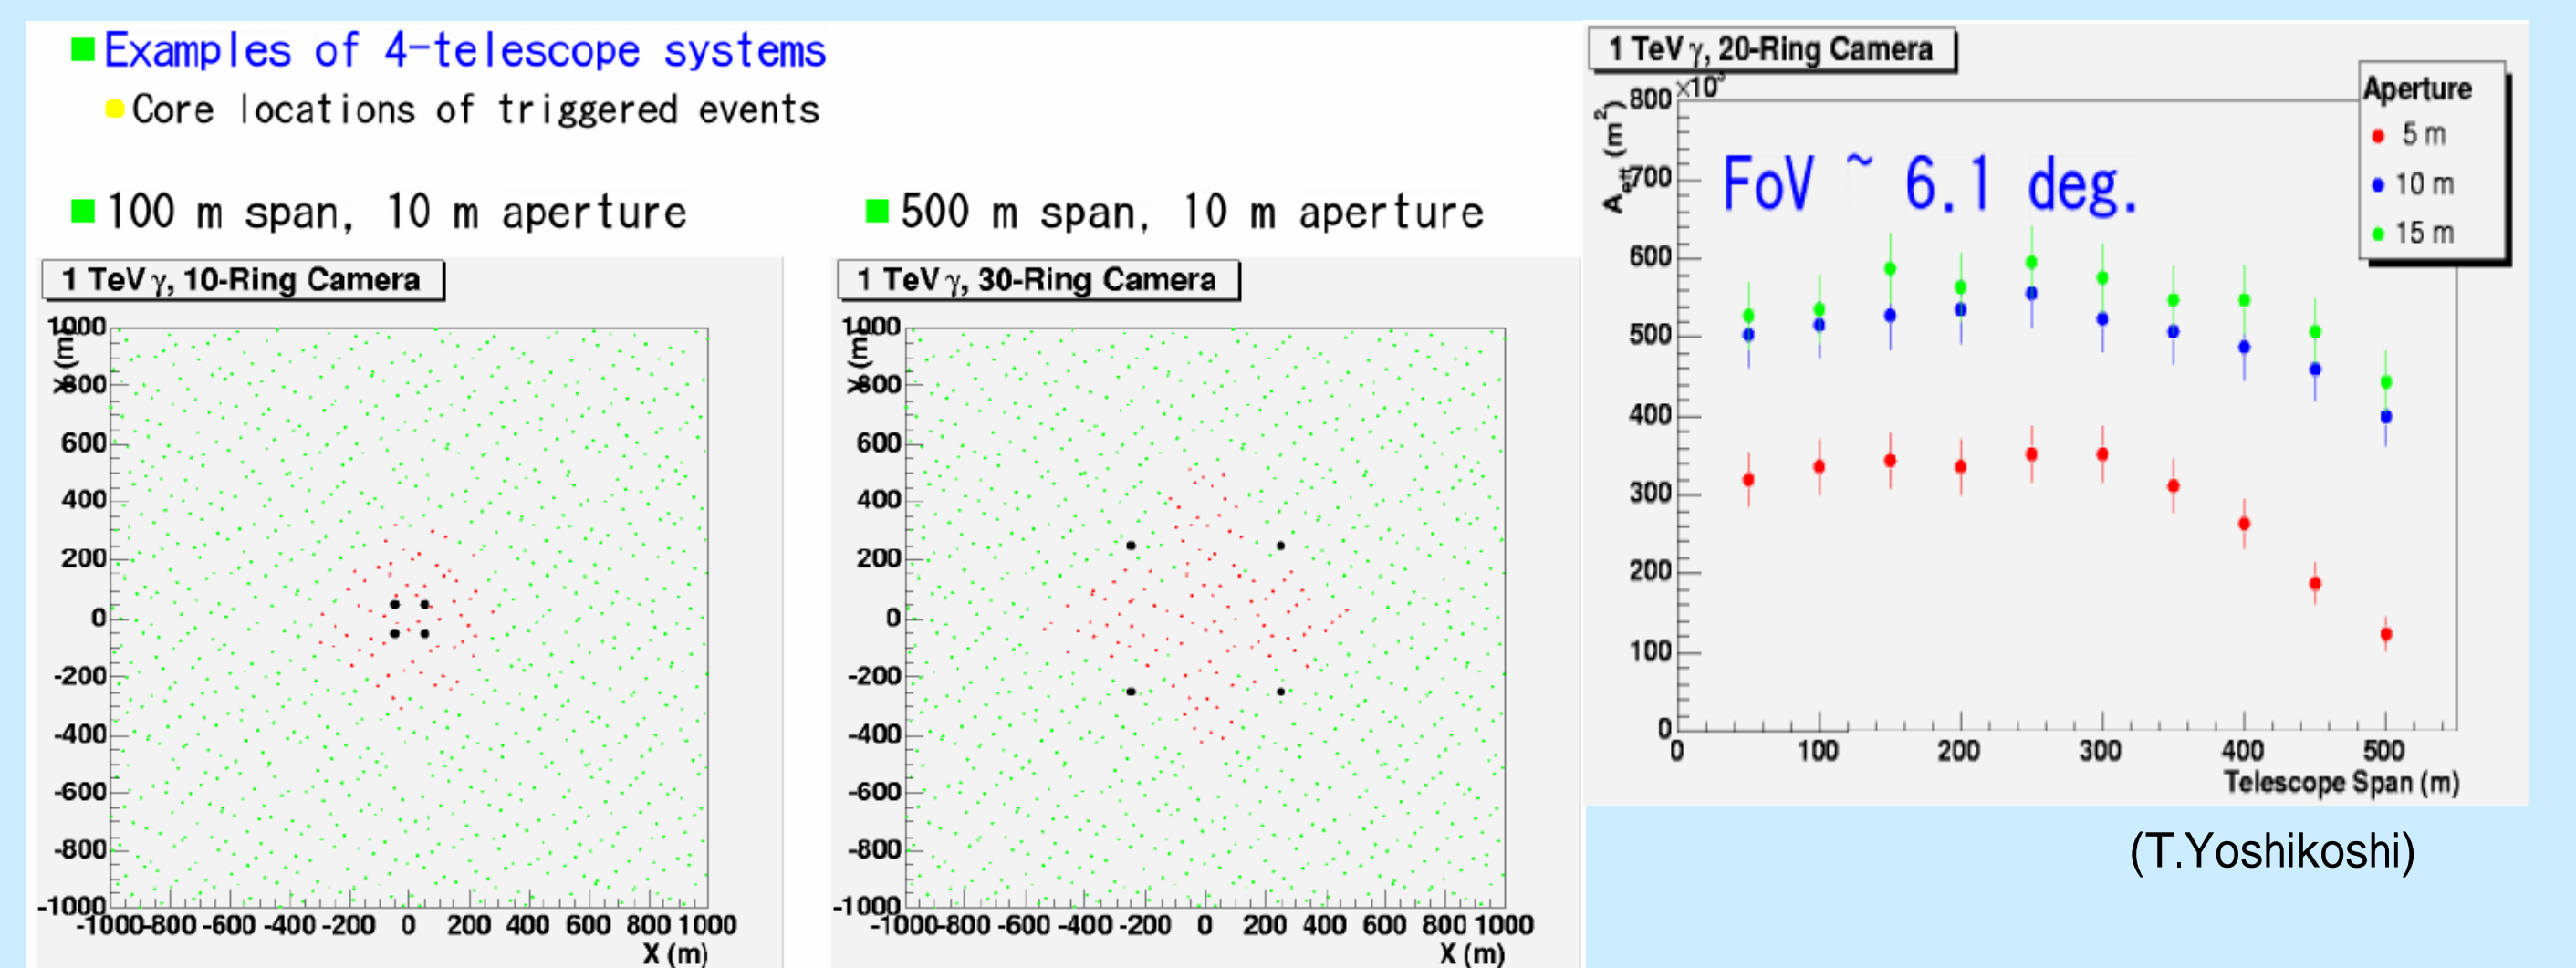 Examples of 4-telescope systems
Core locations of triggered events
100 m span, 10 m aperture
500 m span, 10 m aperture
1 TeV γ, 10-Ring Camera
Y (m)
1000
800
600
400
200
0
-200
-400
-600
-800
-1000
-1000 -800 -600 -400 -200 0 200 400 600 800 1000
X (m)
1 TeV γ, 30-Ring Camera
Y (m)
1000
800
600
400
200
0
-200
-400
-600
-800
-1000
-1000 -800 -600 -400 -200 0 200 400 600 800 1000
X (m)
1 TeV γ, 20-Ring Camera
×10³
A_eff (m²)
FoV ~ 6.1 deg.
Aperture
5 m
10 m
15 m
800
700
600
500
400
300
200
100
0
0 100 200 300 400 500
Telescope Span (m)
(T.Yoshikoshi)